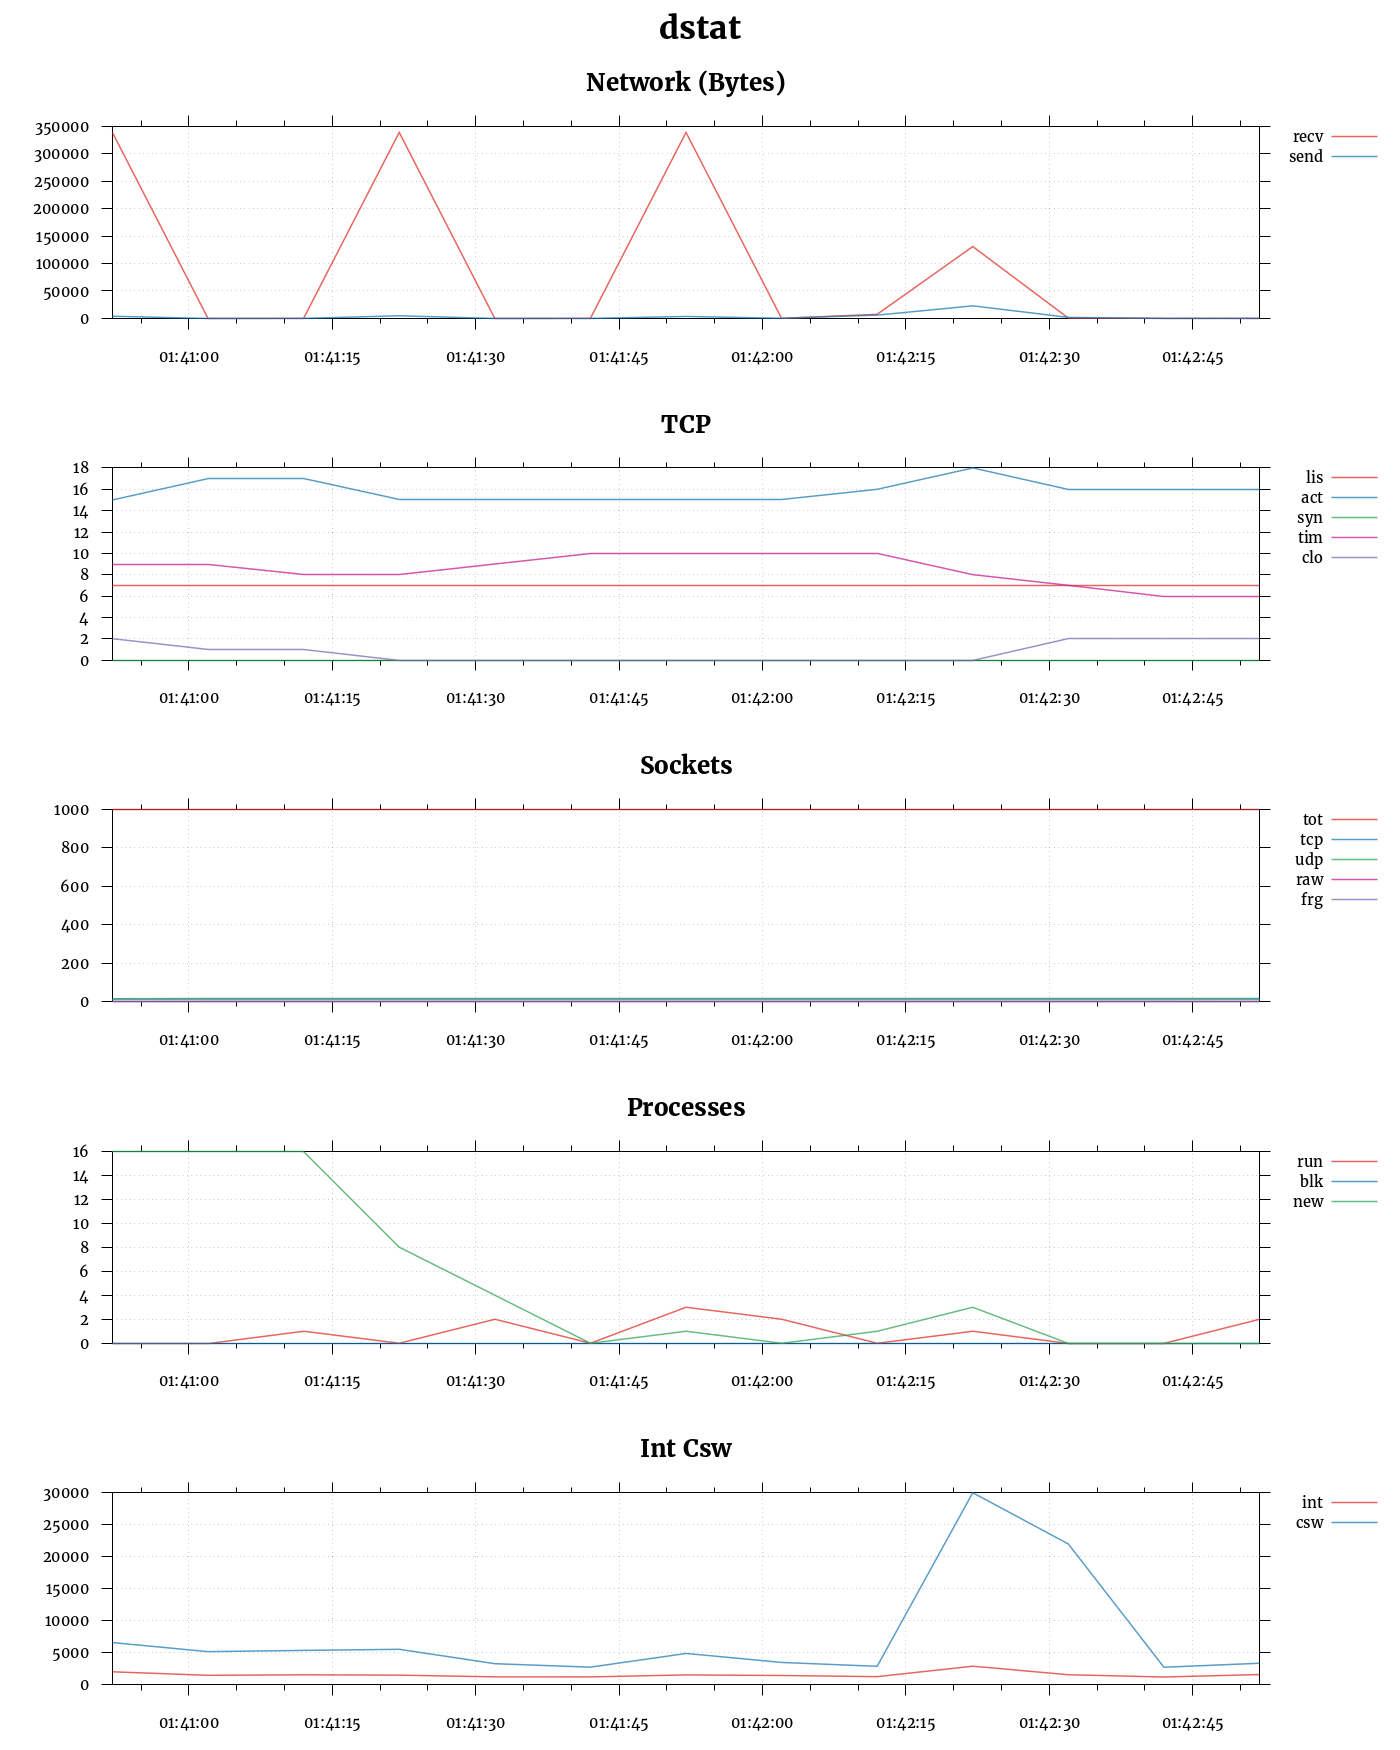 dstat
Network (Bytes)
350000
300000
250000
200000
150000
100000
50000
0
01:41:00 01:41:15 01:41:30 01:41:45 01:42:00 01:42:15 01:42:30 01:42:45
recv
send
TCP
18
16
14
12
10
8
6
4
2
0
01:41:00 01:41:15 01:41:30 01:41:45 01:42:00 01:42:15 01:42:30 01:42:45
lis
act
syn
tim
clo
Sockets
1000
800
600
400
200
0
01:41:00 01:41:15 01:41:30 01:41:45 01:42:00 01:42:15 01:42:30 01:42:45
tot
tcp
udp
raw
frg
Processes
16
14
12
10
8
6
4
2
0
01:41:00 01:41:15 01:41:30 01:41:45 01:42:00 01:42:15 01:42:30 01:42:45
run
blk
new
Int Csw
30000
25000
20000
15000
10000
5000
0
01:41:00 01:41:15 01:41:30 01:41:45 01:42:00 01:42:15 01:42:30 01:42:45
int
csw